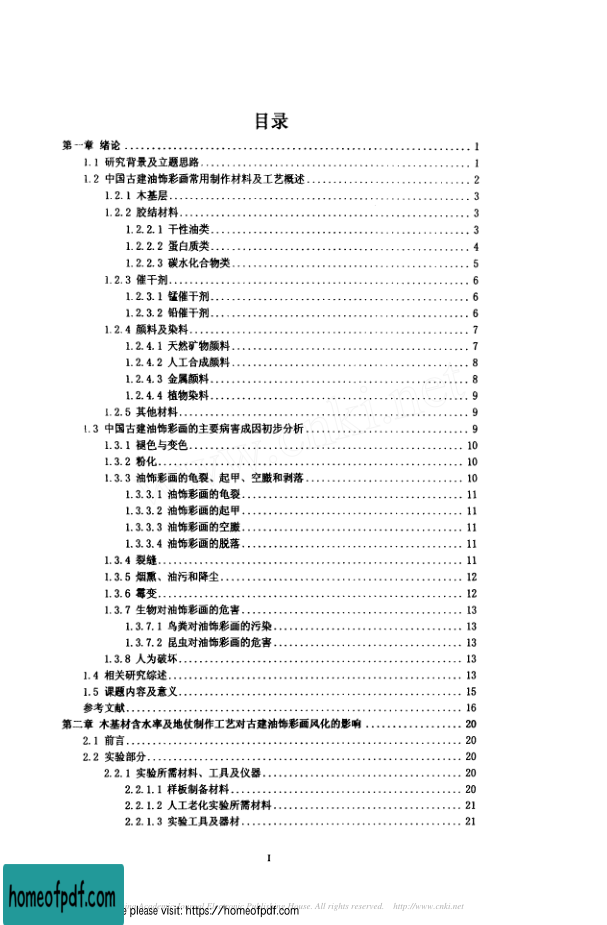 目录
第一章 绪论 ........ 1
1.1 研究背景及立题思路 ........ 1
1.2 中国古建油饰彩画常用制作材料及工艺概述 ........ 2
1.2.1 木基层 ........ 3
1.2.2 胶结材料 ........ 3
1.2.2.1 干性油类 ........ 3
1.2.2.2 蛋白质类 ........ 4
1.2.2.3 碳水化合物类 ........ 5
1.2.3 催干剂 ........ 6
1.2.3.1 锰催干剂 ........ 6
1.2.3.2 铅催干剂 ........ 6
1.2.4 颜料及染料 ........ 7
1.2.4.1 天然矿物颜料 ........ 7
1.2.4.2 人工合成颜料 ........ 8
1.2.4.3 金属颜料 ........ 8
1.2.4.4 植物染料 ........ 9
1.2.5 其他材料 ........ 9
1.3 中国古建油饰彩画的主要病害成因初步分析 ........ 9
1.3.1 褪色与变色 ........ 10
1.3.2 粉化 ........ 10
1.3.3 油饰彩画的龟裂、起甲、空臌和剥落 ........ 10
1.3.3.1 油饰彩画的龟裂 ........ 11
1.3.3.2 油饰彩画的起甲 ........ 11
1.3.3.3 油饰彩画的空臌 ........ 11
1.3.3.4 油饰彩画的脱落 ........ 11
1.3.4 裂缝 ........ 11
1.3.5 烟熏、油污和降尘 ........ 12
1.3.6 霉变 ........ 12
1.3.7 生物对油饰彩画的危害 ........ 13
1.3.7.1 鸟粪对油饰彩画的污染 ........ 13
1.3.7.2 昆虫对油饰彩画的危害 ........ 13
1.3.8 人为破坏 ........ 13
1.4 相关研究综述 ........ 13
1.5 课题内容及意义 ........ 15
参考文献 ........ 16
第二章 木基材含水率及地仗制作工艺对古建油饰彩画风化的影响 ........ 20
2.1 前言 ........ 20
2.2 实验部分 ........ 20
2.2.1 实验所需材料、工具及仪器 ........ 20
2.2.1.1 样板制备材料 ........ 20
2.2.1.2 人工老化实验所需材料 ........ 21
2.2.1.3 实验工具及器材 ........ 21
I
homeofpdf.com
Academic Journal Electronic Publishing House. All rights reserved. http://www.cnki.net
please visit: https://homeofpdf.com